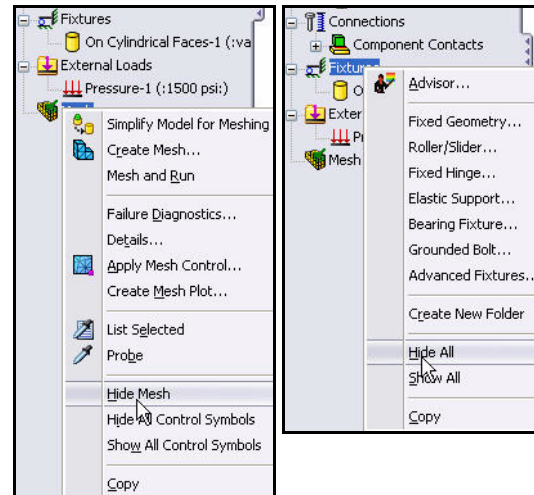 Fixtures
On Cylindrical Faces-1 (:va
External Loads
Pressure-1 (:1500 psi:)
Simplify Model for Meshing
Create Mesh...
Mesh and Run
Failure Diagnostics...
Details...
Apply Mesh Control...
Create Mesh Plot...
List Selected
Probe
Hide Mesh
Hide All Control Symbols
Show All Control Symbols
Copy
Connections
Component Contacts
Fixtures
O
Exter
Pr
Mesh
Advisor...
Fixed Geometry...
Roller/Slider...
Fixed Hinge...
Elastic Support...
Bearing Fixture...
Grounded Bolt...
Advanced Fixtures..
Create New Folder
Hide All
Show All
Copy